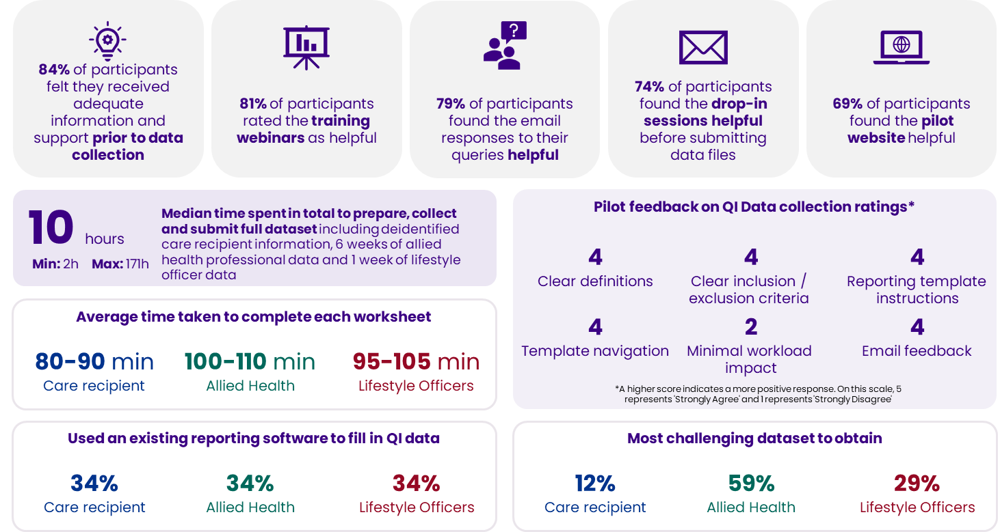 84% of participants
felt they received
adequate
information and
support prior to data
collection
81% of participants
rated the training
webinars as helpful
?
79% of participants
found the email
responses to their
queries helpful
74% of participants
found the drop-in
sessions helpful
before submitting
data files
69% of participants
found the pilot
website helpful
10 hours
Min: 2h Max: 171h
Median time spent in total to prepare, collect
and submit full dataset including deidentified
care recipient information, 6 weeks of allied
health professional data and 1 week of lifestyle
officer data
Pilot feedback on QI Data collection ratings*
4
Clear definitions
4
Clear inclusion /
exclusion criteria
4
Reporting template
instructions
4
Template navigation
2
Minimal workload
impact
4
Email feedback
*A higher score indicates a more positive response. On this scale, 5
represents 'Strongly Agree' and 1 represents 'Strongly Disagree'
Average time taken to complete each worksheet
80-90 min
Care recipient
100-110 min
Allied Health
95-105 min
Lifestyle Officers
Used an existing reporting software to fill in QI data
34%
Care recipient
34%
Allied Health
34%
Lifestyle Officers
Most challenging dataset to obtain
12%
Care recipient
59%
Allied Health
29%
Lifestyle Officers